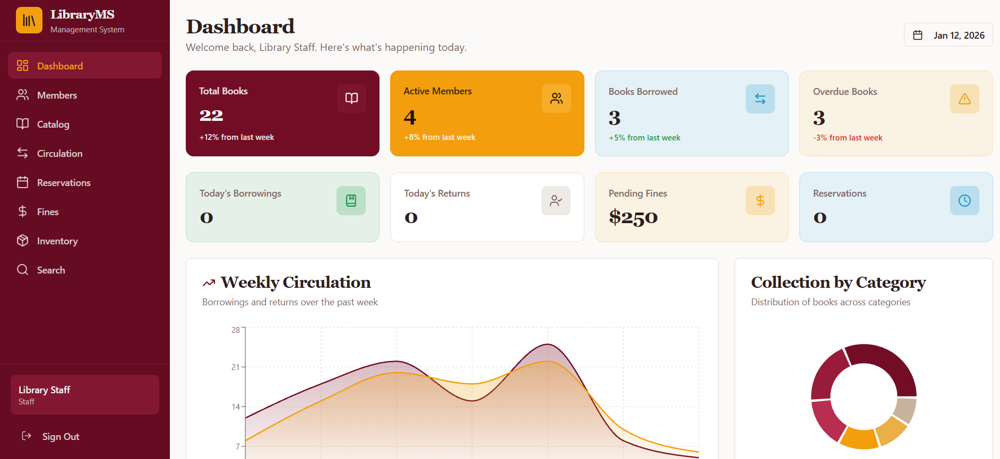 LibraryMS
Management System
Dashboard
Members
Catalog
Circulation
Reservations
Fines
Inventory
Search
Library Staff
Staff
Sign Out
Dashboard
Welcome back, Library Staff. Here's what's happening today.
Jan 12, 2026
Total Books
22
+12% from last week
Active Members
4
+8% from last week
Books Borrowed
3
+5% from last week
Overdue Books
3
-3% from last week
Today's Borrowings
0
Today's Returns
0
Pending Fines
$250
Reservations
0
Weekly Circulation
Borrowings and returns over the past week
28
21
14
7
Collection by Category
Distribution of books across categories